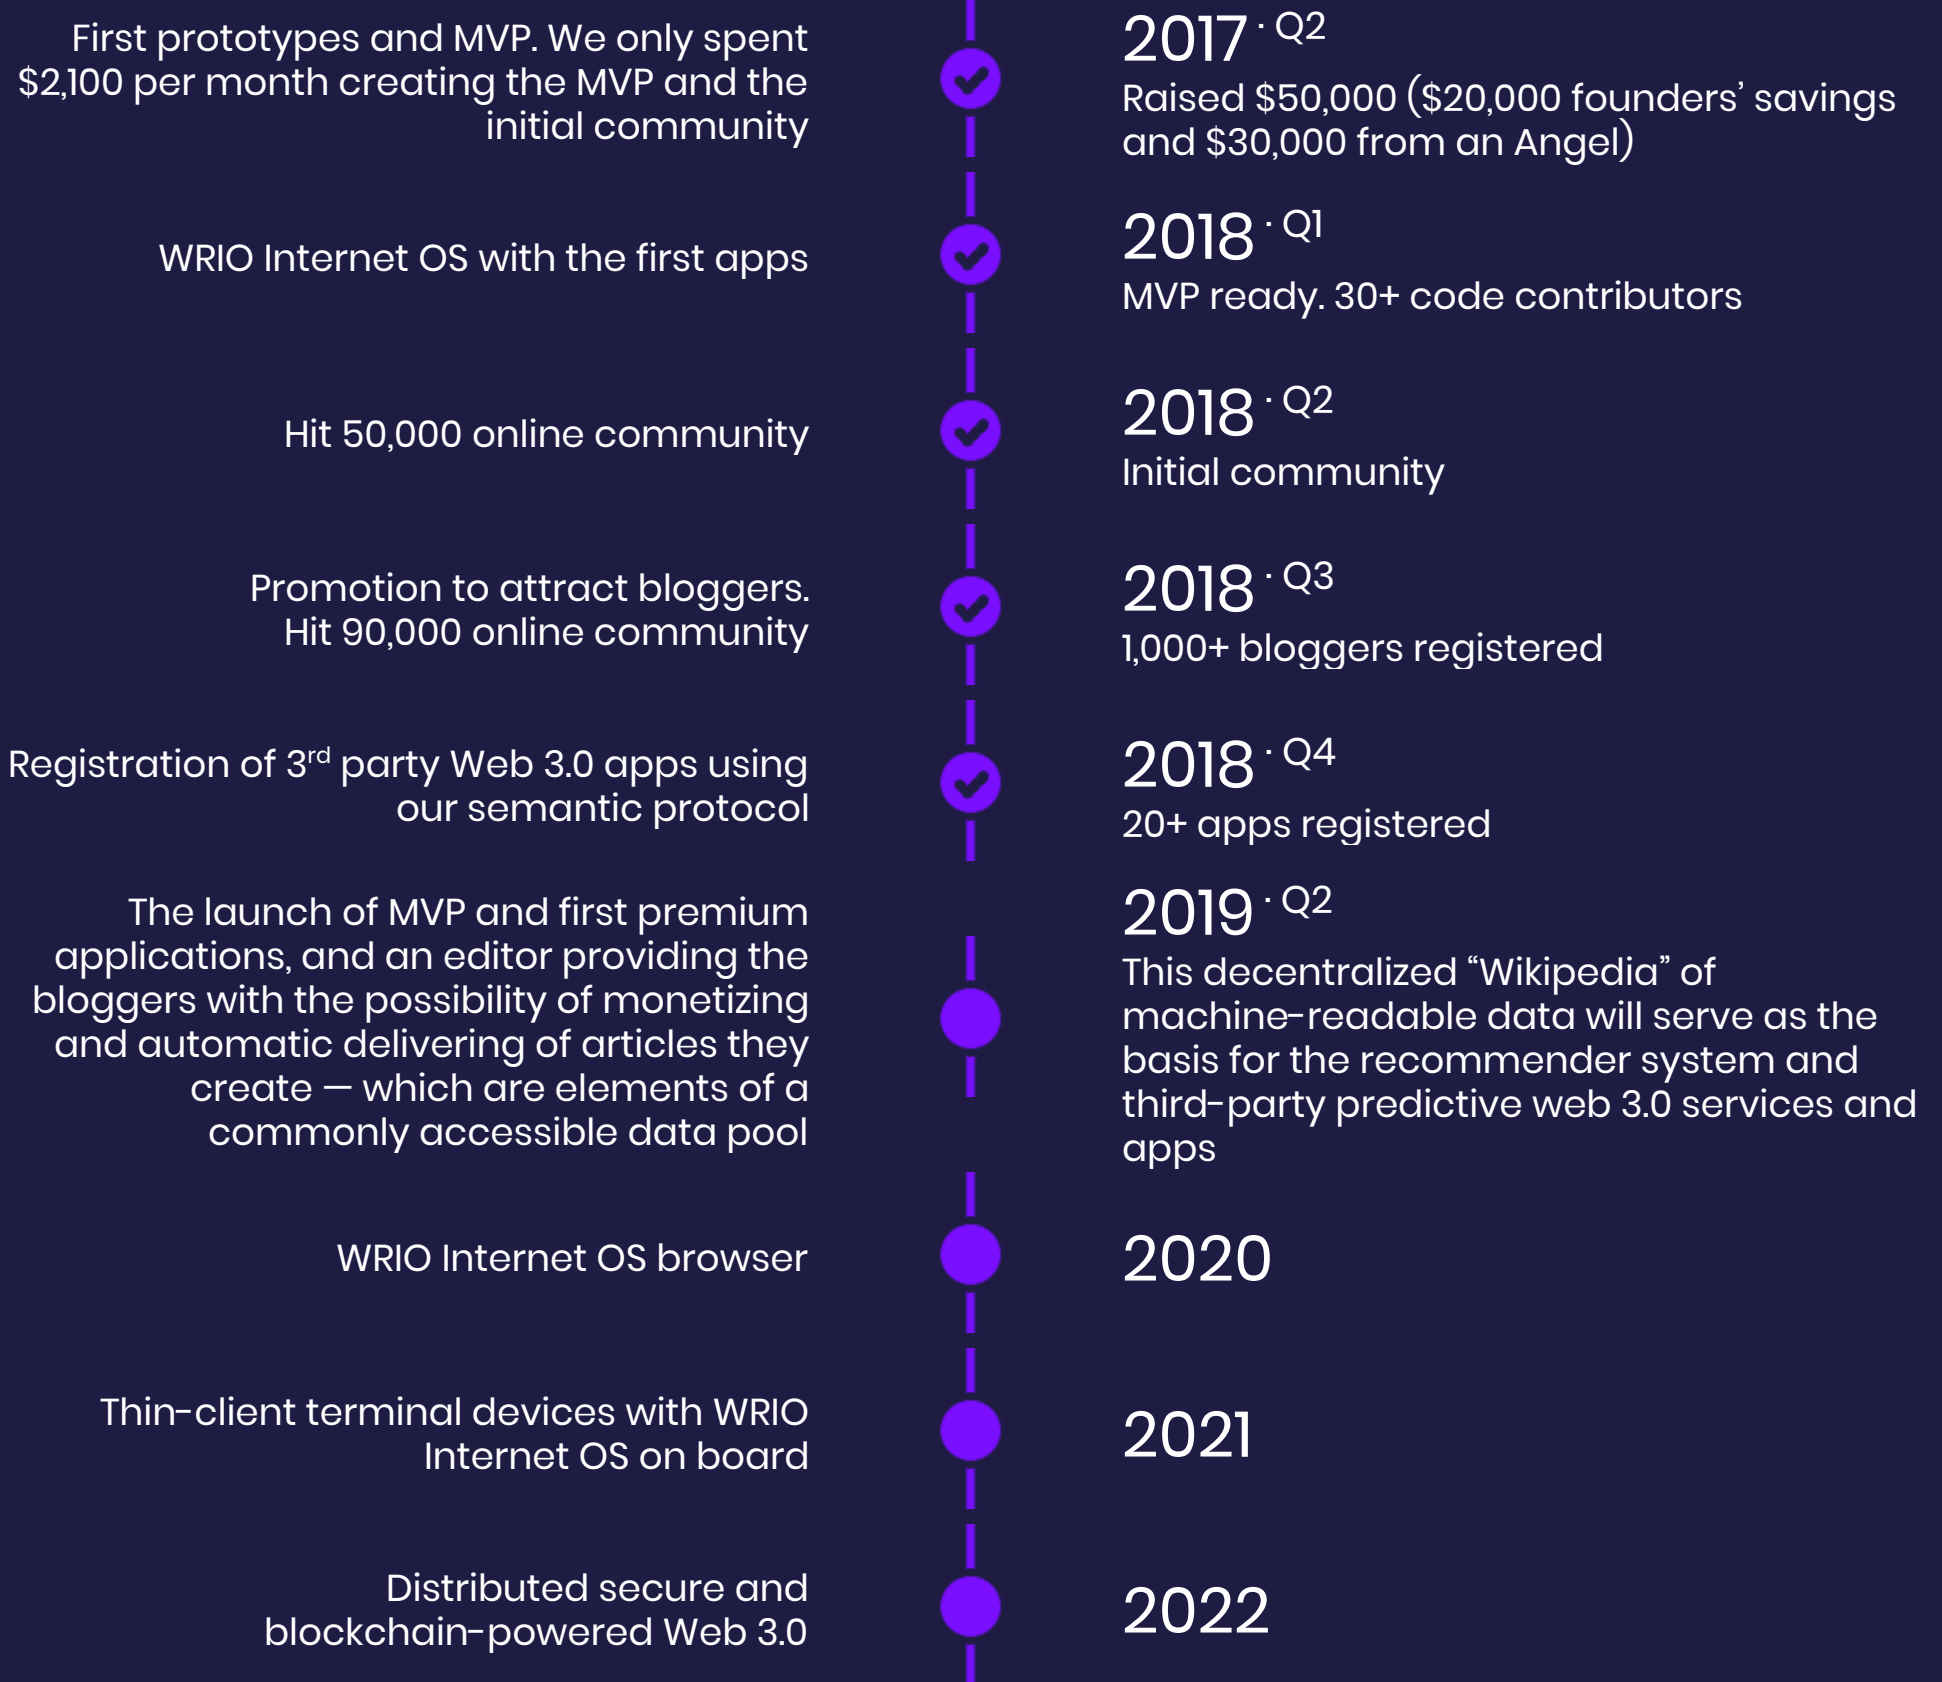 First prototypes and MVP. We only spent
$2,100 per month creating the MVP and the
initial community
2017 · Q2
Raised $50,000 ($20,000 founders’ savings
and $30,000 from an Angel)
WRIO Internet OS with the first apps
2018 · Q1
MVP ready. 30+ code contributors
Hit 50,000 online community
2018 · Q2
Initial community
Promotion to attract bloggers.
Hit 90,000 online community
2018 · Q3
1,000+ bloggers registered
Registration of 3rd party Web 3.0 apps using
our semantic protocol
2018 · Q4
20+ apps registered
The launch of MVP and first premium
applications, and an editor providing the
bloggers with the possibility of monetizing
and automatic delivering of articles they
create — which are elements of a
commonly accessible data pool
2019 · Q2
This decentralized “Wikipedia” of
machine-readable data will serve as the
basis for the recommender system and
third-party predictive web 3.0 services and
apps
WRIO Internet OS browser
2020
Thin-client terminal devices with WRIO
Internet OS on board
2021
Distributed secure and
blockchain-powered Web 3.0
2022